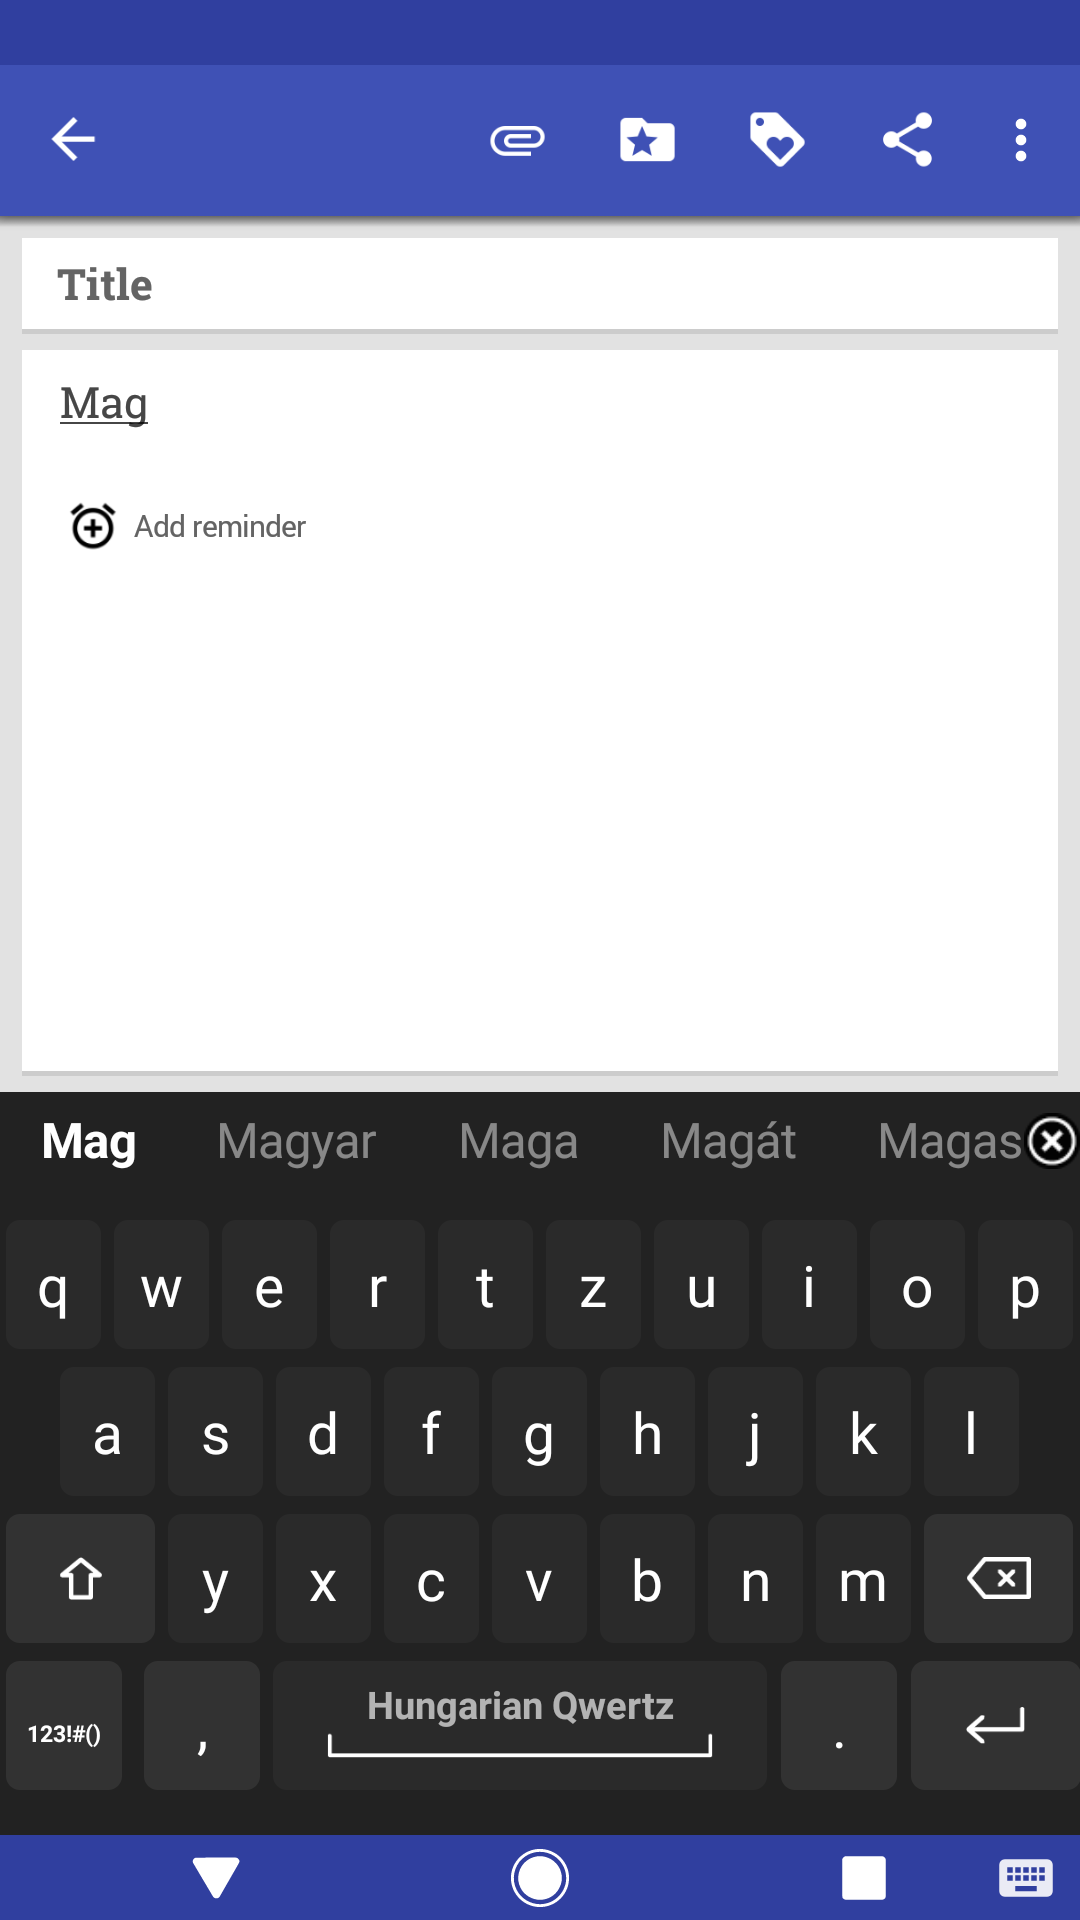 Title
Mag
Add reminder
Mag Magyar Maga Magát Magas
q w e r t z u i o p
a s d f g h j k l
y x c v b n m
123!#() , Hungarian Qwertz .